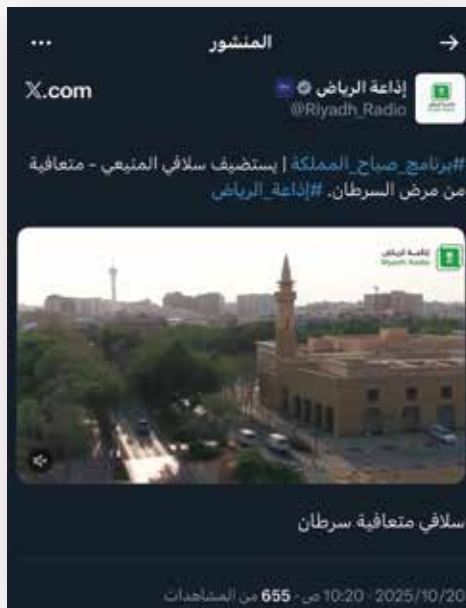 المنشور
إذاعة الرياض
X.com
@Riyadh_Radio
#برنامج_صباح_المملكة | يستضيف سلافي المنيعي - متعافية
من مرض السرطان. #إذاعة_الرياض
إذاعة الرياض
Riyadh Radio
سلافي متعافية سرطان
2025/10/20 · 10:20 ص · 655 من المشاهدات